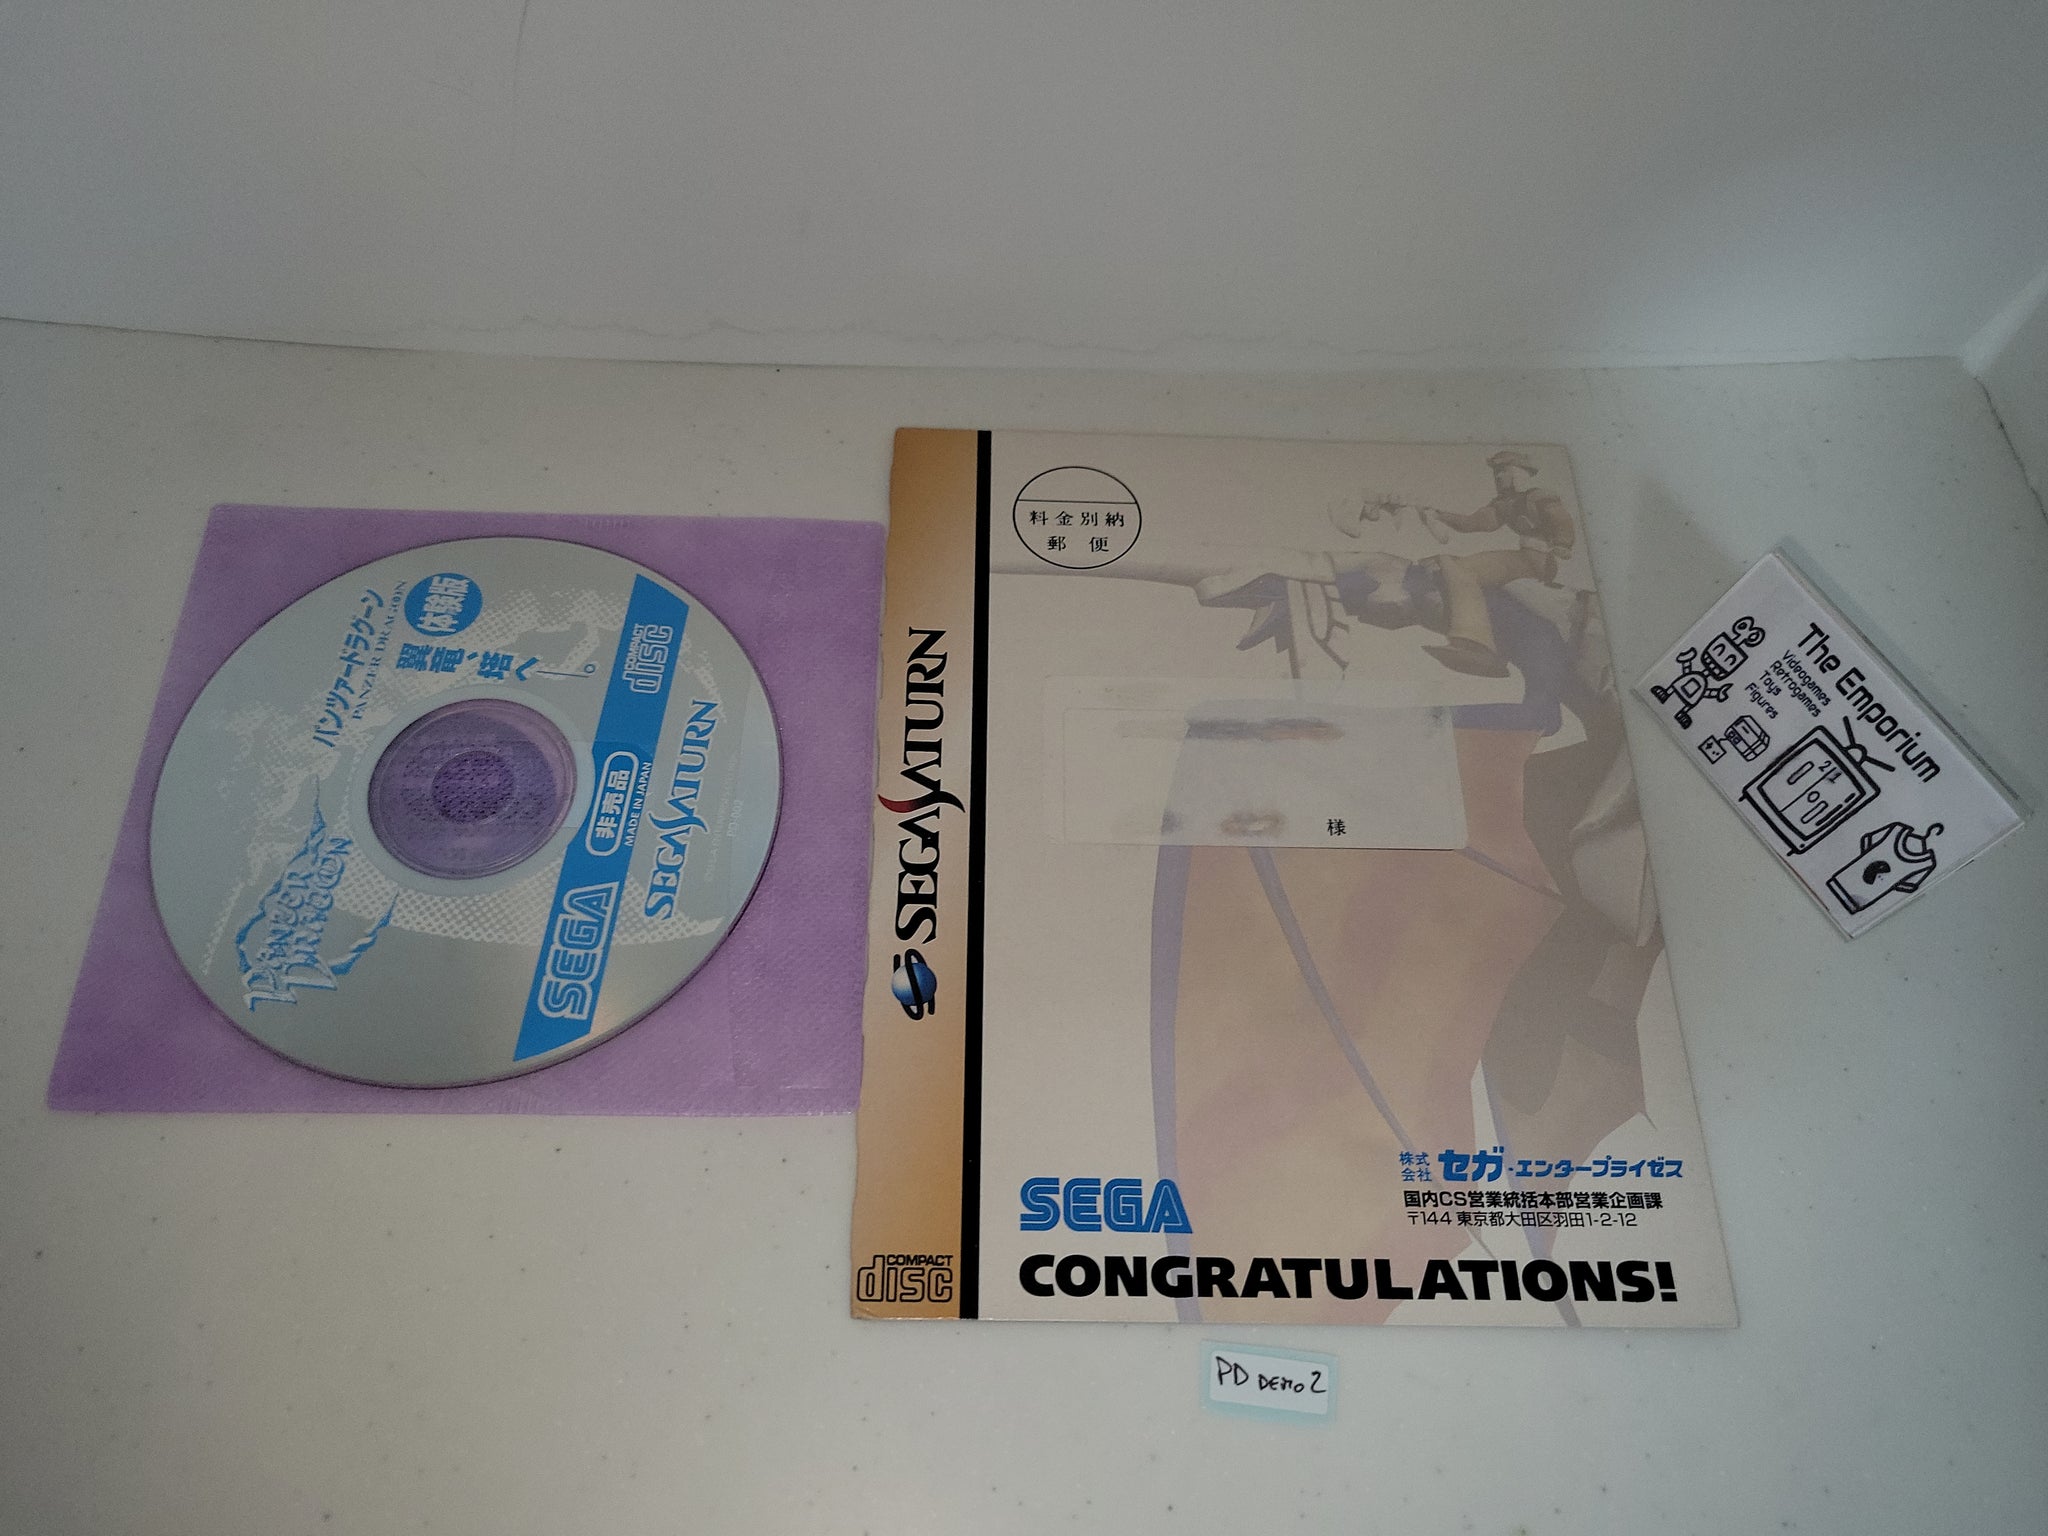 パンツァードラグーン
PANZER DRAGOON
体験版
翼竜、塔へ
PANZER DRAGOON
COMPACT disc
非売品
MADE IN JAPAN
SEGA SATURN
SEGA
SEGA SATURN
COMPACT disc
料金別納
郵便
様
株式会社 セガ・エンタープライゼス
国内CS営業統括本部営業企画課
〒144 東京都大田区羽田1-2-12
SEGA
CONGRATULATIONS!
The Emporium
Videogames
Retrogames
Toys
Figures
PD DEMO 2